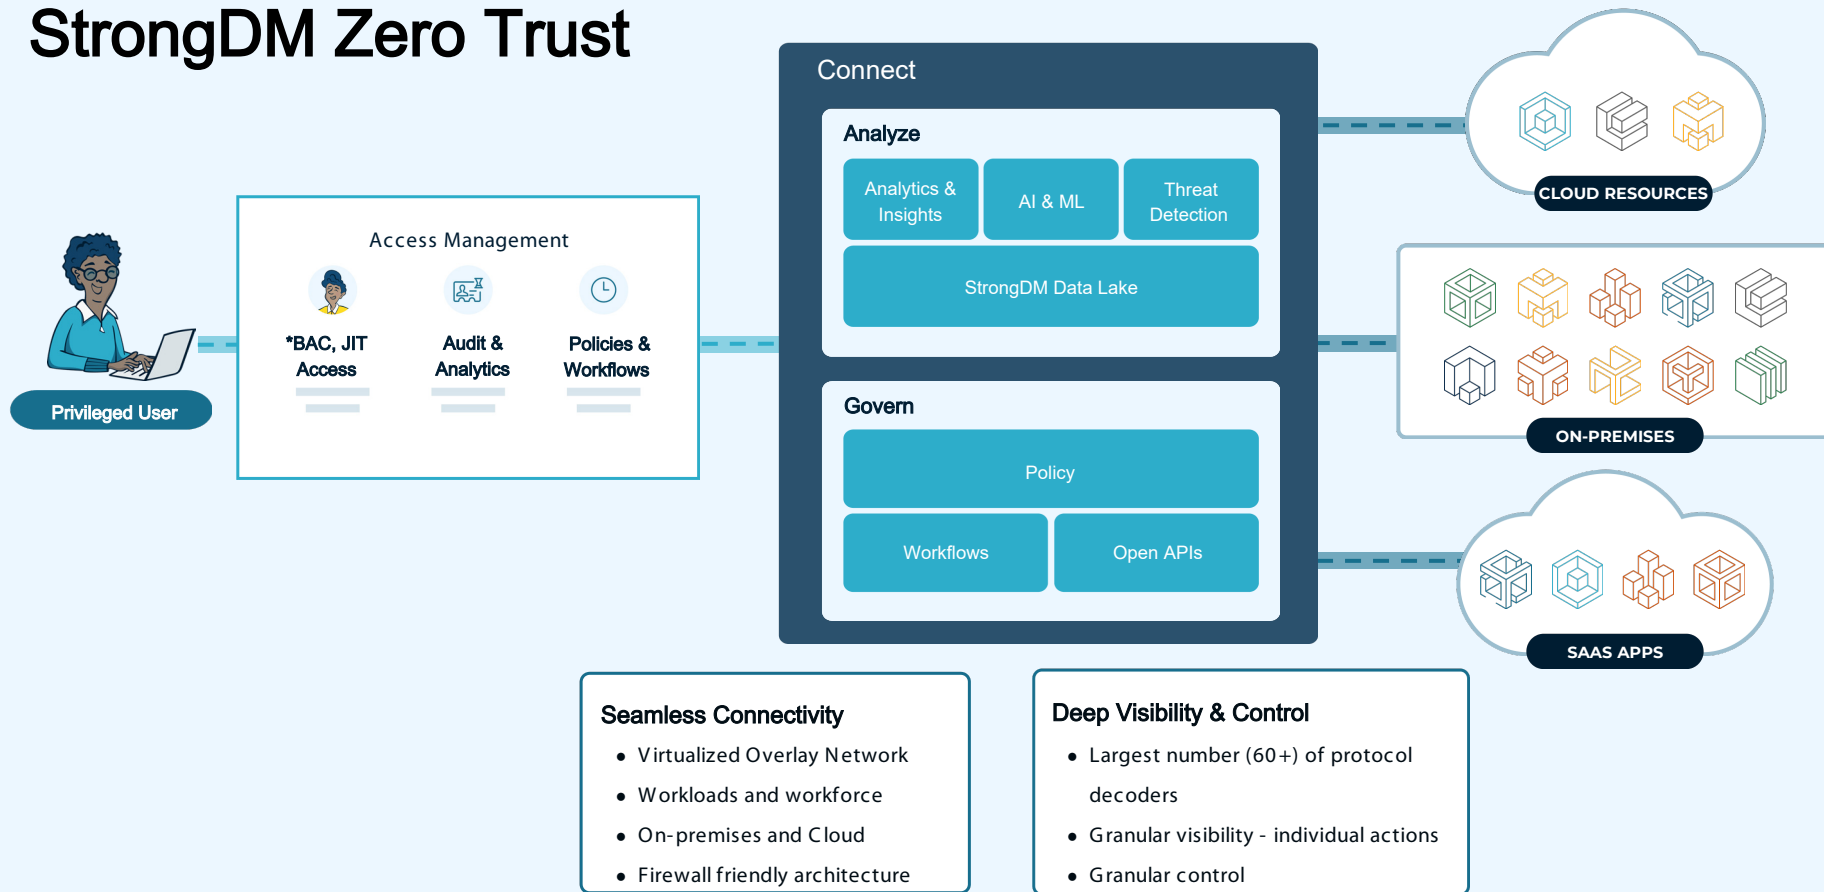 StrongDM Zero Trust
Privileged User
Access Management
*BAC, JIT
Access
Audit &
Analytics
Policies &
Workflows
Connect
Analyze
Analytics &
Insights
AI & ML
Threat
Detection
StrongDM Data Lake
Govern
Policy
Workflows
Open APIs
CLOUD RESOURCES
ON-PREMISES
SAAS APPS
Seamless Connectivity
• Virtualized Overlay Network
• Workloads and workforce
• On-premises and Cloud
• Firewall friendly architecture
Deep Visibility & Control
• Largest number (60+) of protocol
decoders
• Granular visibility - individual actions
• Granular control